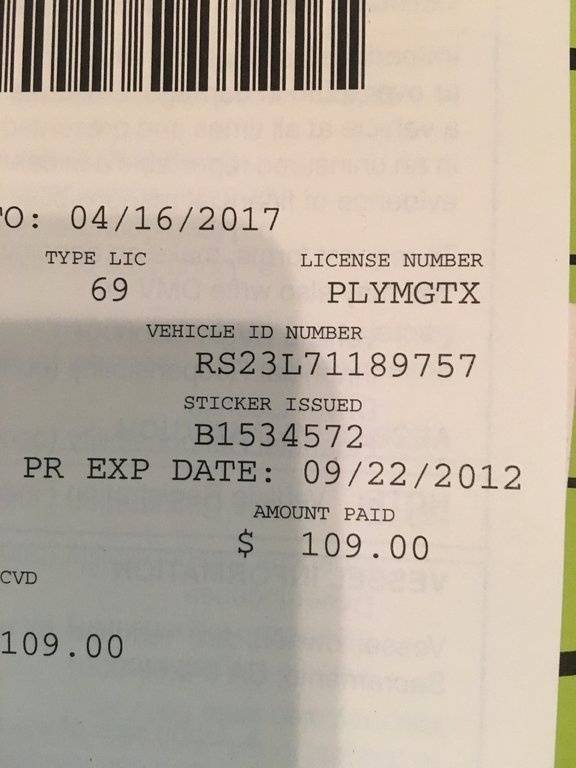 TO: 04/16/2017
TYPE LIC LICENSE NUMBER
69 PLYMGTX
VEHICLE ID NUMBER
RS23L71189757
STICKER ISSUED
B1534572
PR EXP DATE: 09/22/2012
AMOUNT PAID
$ 109.00
CVD
109.00